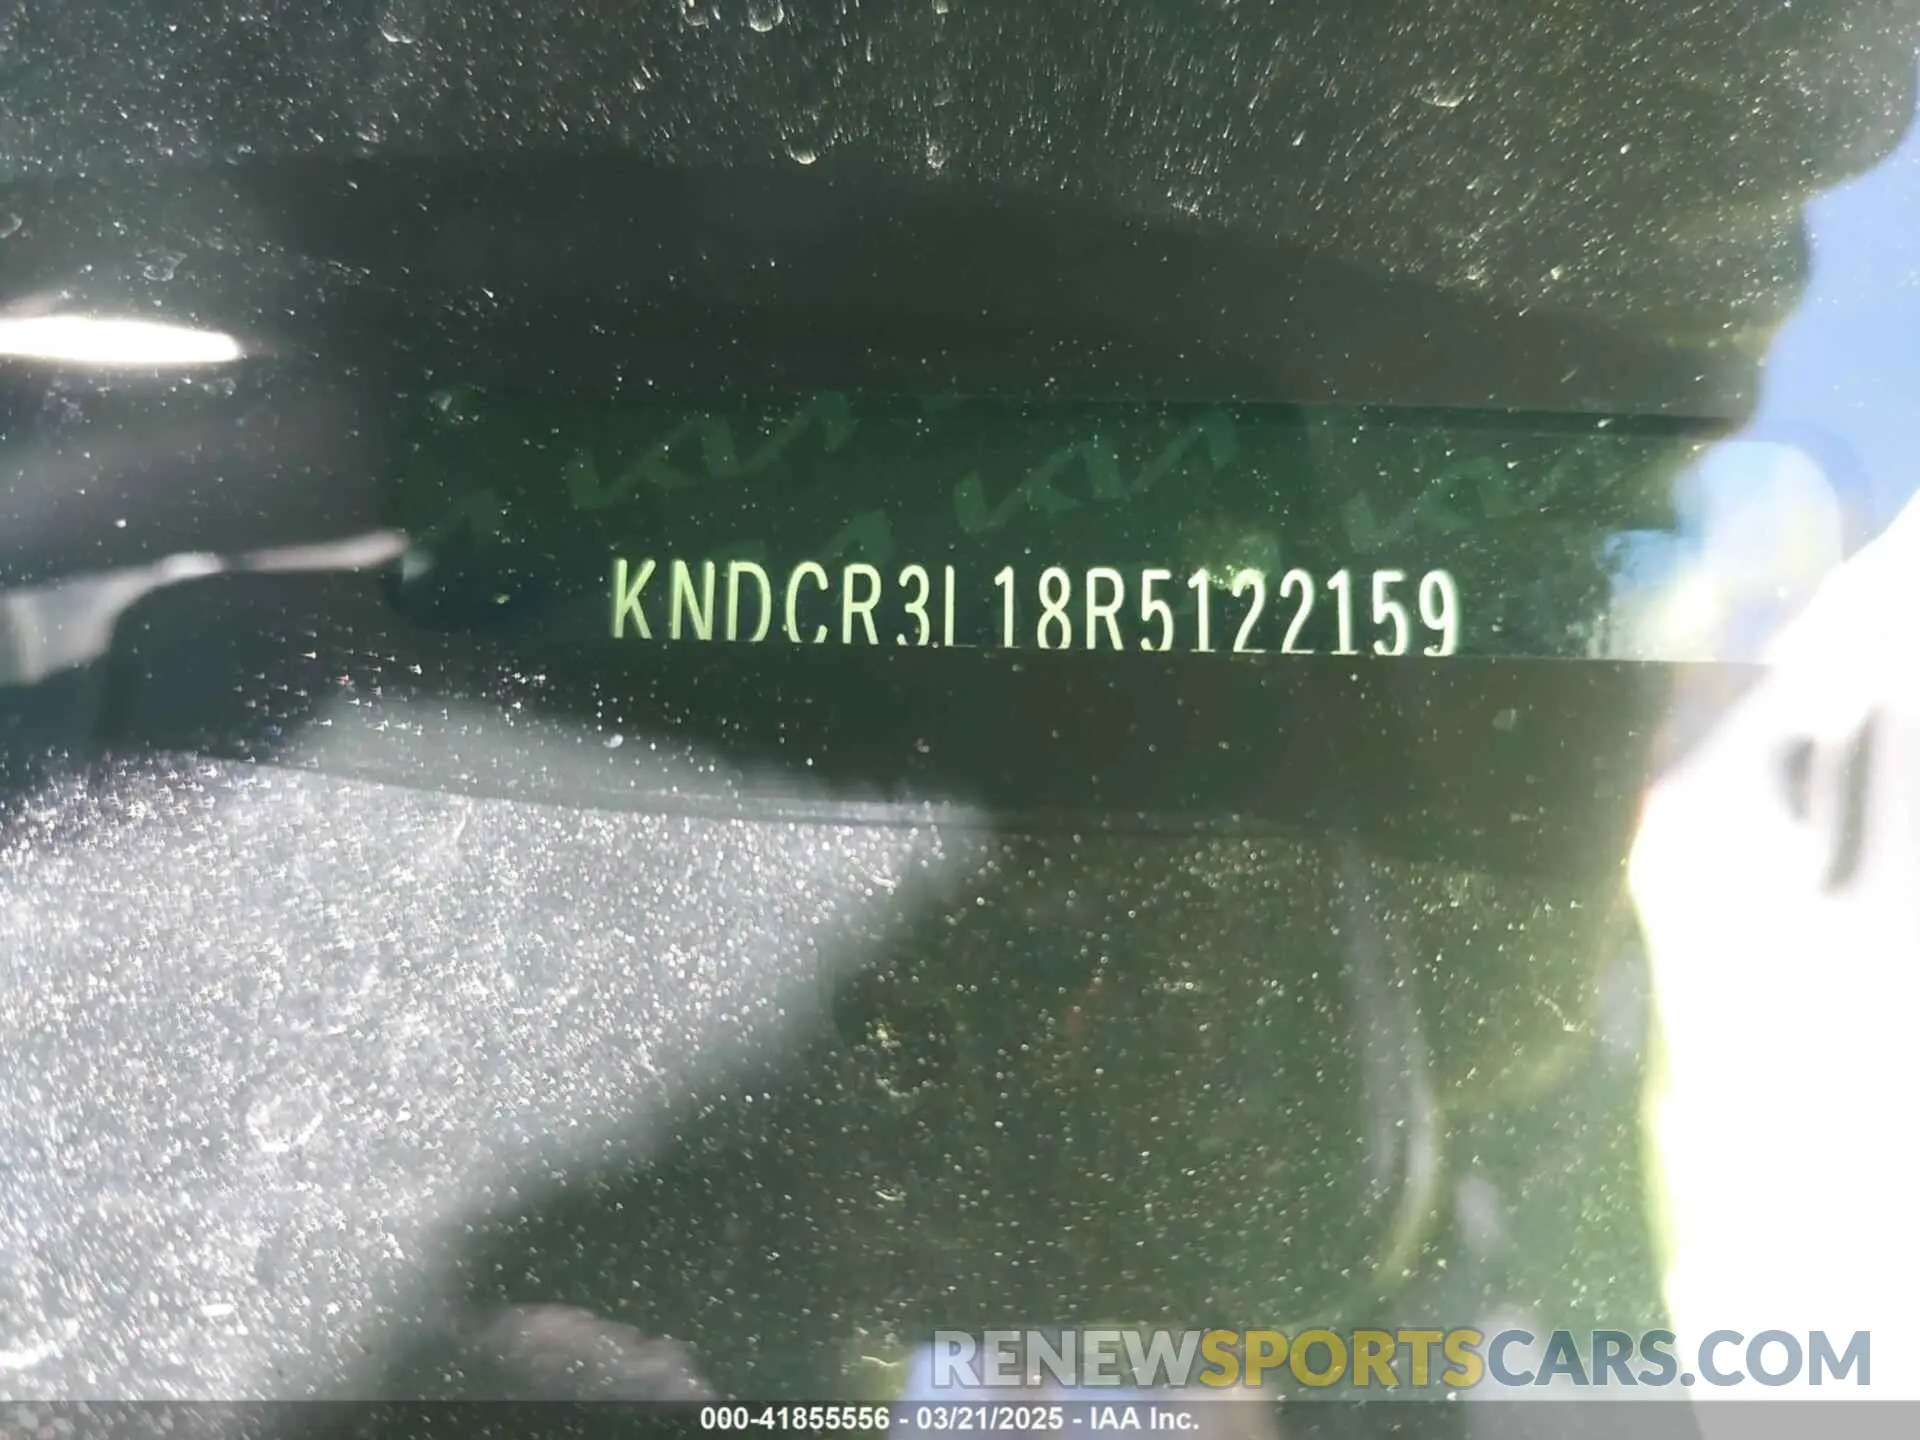 KNDCR3L18R5122159
RENEWSPORTSCARS.COM
000-41855556 - 03/21/2025 - IAA Inc.